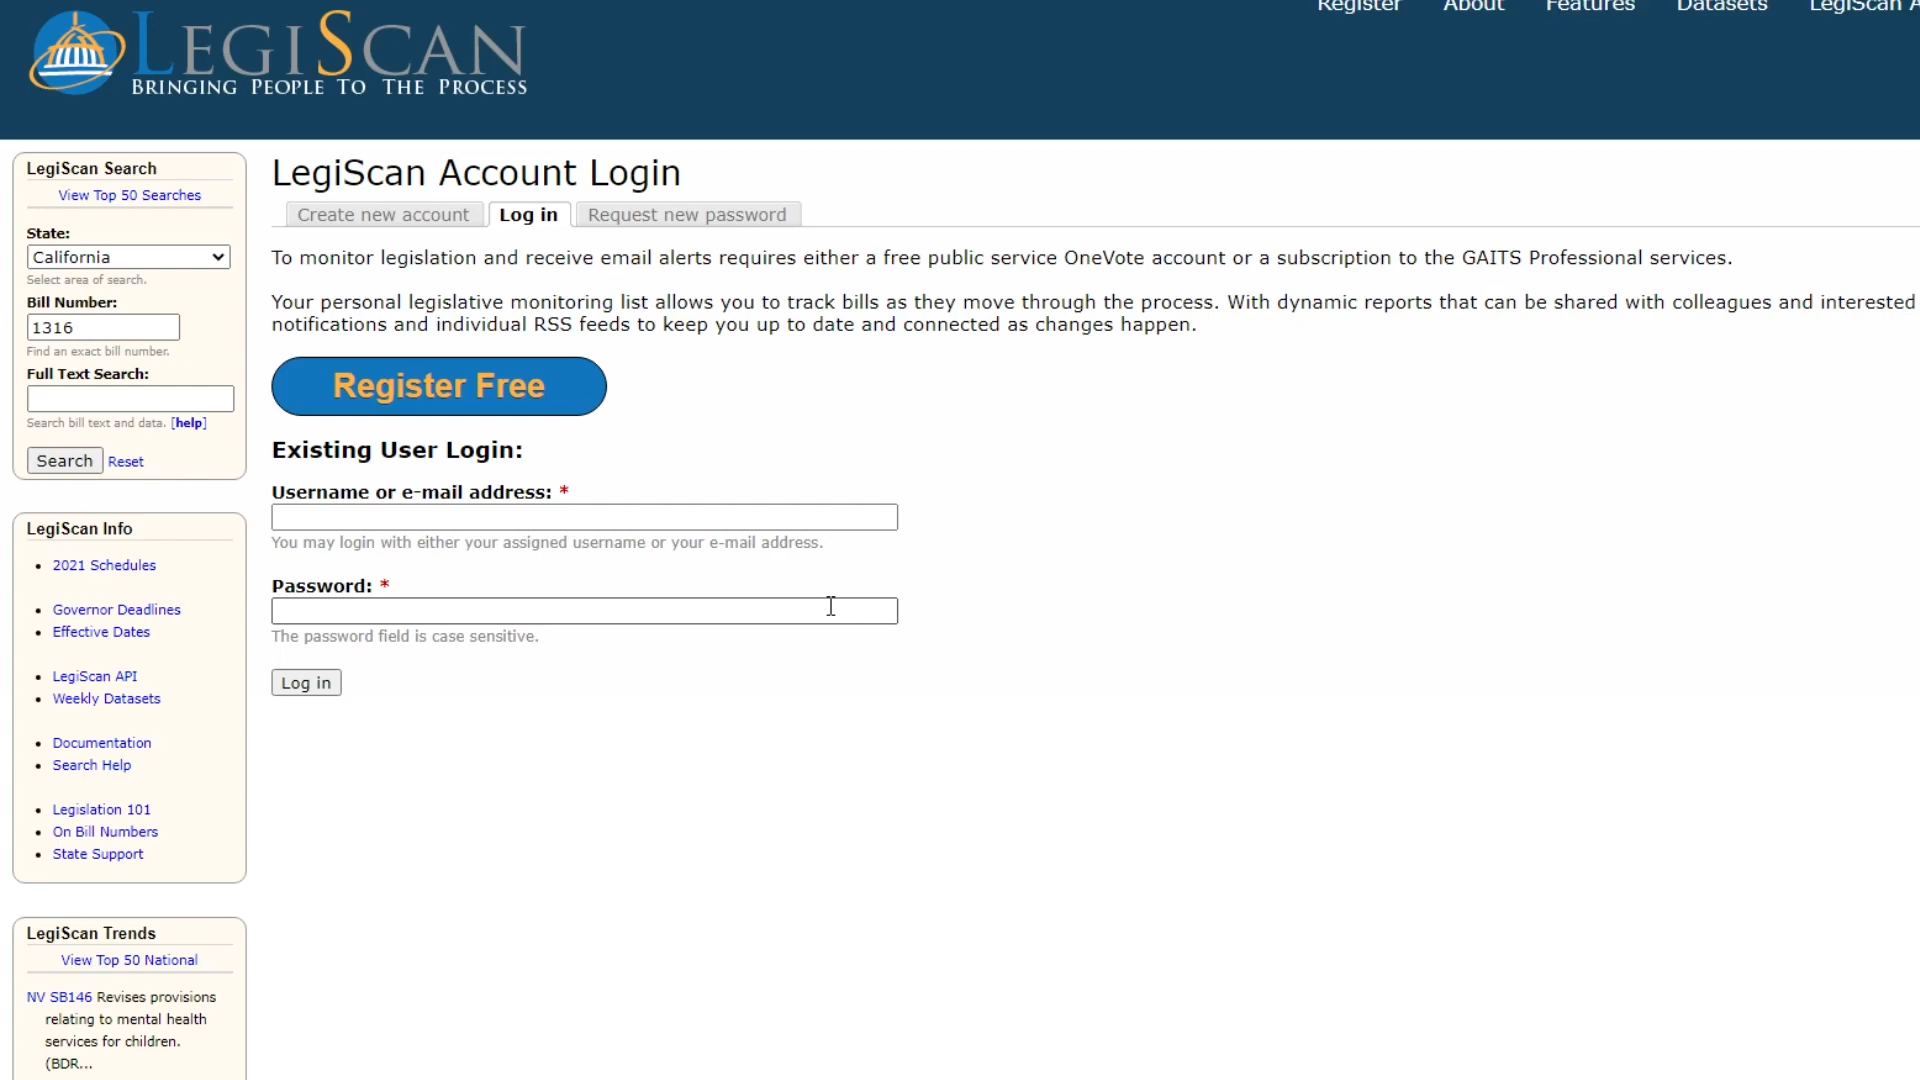 Register About Features Datasets LegiScan A
LEGISCAN
BRINGING PEOPLE TO THE PROCESS
LegiScan Search
View Top 50 Searches
State:
California
Select area of search.
Bill Number:
1316
Find an exact bill number.
Full Text Search:
Search bill text and data. [help]
Search Reset
LegiScan Info
2021 Schedules
Governor Deadlines
Effective Dates
LegiScan API
Weekly Datasets
Documentation
Search Help
Legislation 101
On Bill Numbers
State Support
LegiScan Trends
View Top 50 National
NV SB146 Revises provisions
relating to mental health
services for children.
(BDR...
LegiScan Account Login
Create new account Log in Request new password
To monitor legislation and receive email alerts requires either a free public service OneVote account or a subscription to the GAITS Professional services.
Your personal legislative monitoring list allows you to track bills as they move through the process. With dynamic reports that can be shared with colleagues and interested
notifications and individual RSS feeds to keep you up to date and connected as changes happen.
Register Free
Existing User Login:
Username or e-mail address: *
You may login with either your assigned username or your e-mail address.
Password: *
The password field is case sensitive.
Log in